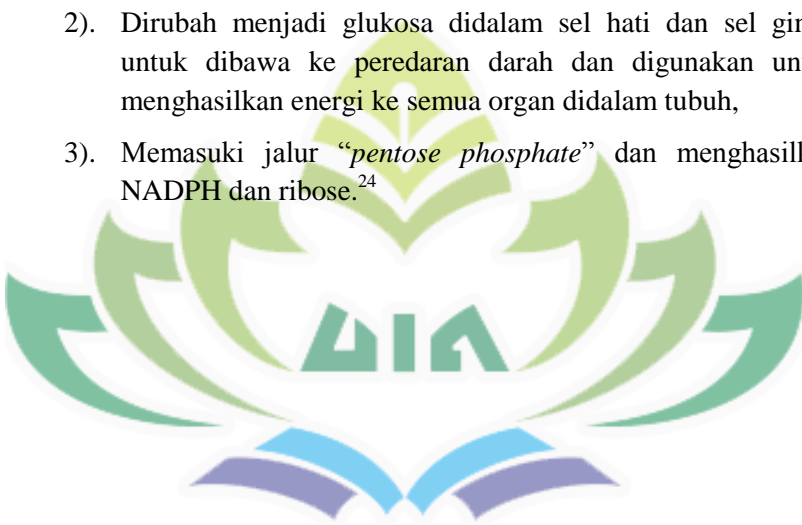 2). Dirubah menjadi glukosa didalam sel hati dan sel gin
untuk dibawa ke peredaran darah dan digunakan un
menghasilkan energi ke semua organ didalam tubuh,
3). Memasuki jalur “pentose phosphate” dan menghasill
NADPH dan ribose.24
UIN